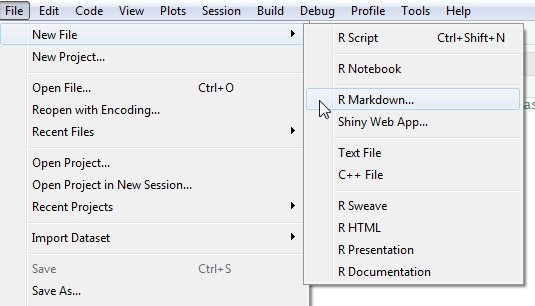 File Edit Code View Plots Session Build Debug Profile Tools Help
New File
New Project...
Open File... Ctrl+O
Reopen with Encoding...
Recent Files
Open Project...
Open Project in New Session...
Recent Projects
Import Dataset
Save Ctrl+S
Save As...
R Script Ctrl+Shift+N
R Notebook
R Markdown...
Shiny Web App...
Text File
C++ File
R Sweave
R HTML
R Presentation
R Documentation